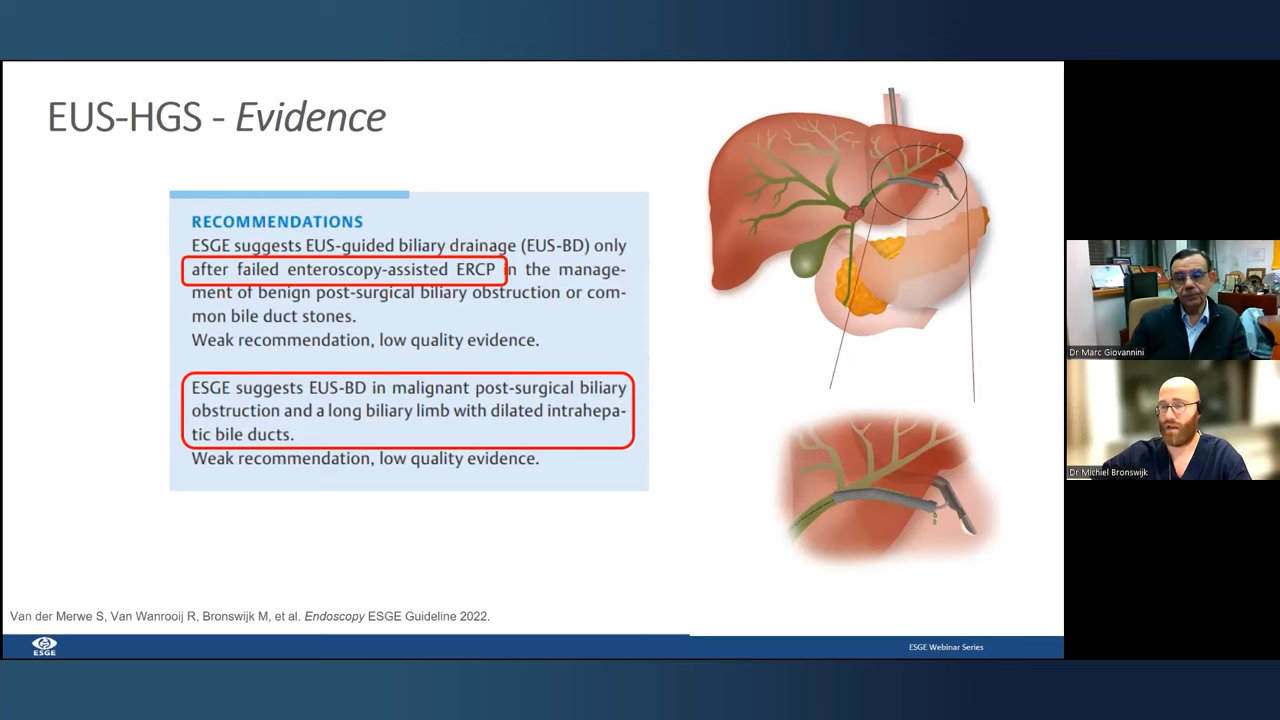 EUS-HGS - Evidence
RECOMMENDATIONS
ESGE suggests EUS-guided biliary drainage (EUS-BD) only
after failed enteroscopy-assisted ERCP in the manage-
ment of benign post-surgical biliary obstruction or com-
mon bile duct stones.
Weak recommendation, low quality evidence.
ESGE suggests EUS-BD in malignant post-surgical biliary
obstruction and a long biliary limb with dilated intrahepa-
tic bile ducts.
Weak recommendation, low quality evidence.
Van der Merwe S, Van Wanrooij R, Bronswijk M, et al. Endoscopy ESGE Guideline 2022.
ESGE
ESGE Webinar Series
Dr Marc Giovannini
Dr Michiel Bronswijk